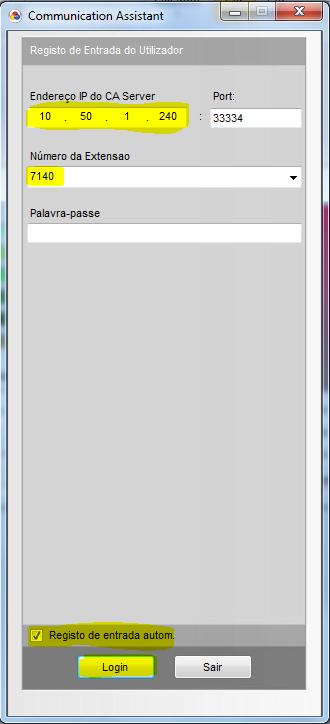 Communication Assistant
Registo de Entrada do Utilizador
Endereço IP do CA Server Port:
10 . 50 . 1 . 240 : 33334
Número da Extensao
7140
Palavra-passe
Registo de entrada autom.
Login Sair